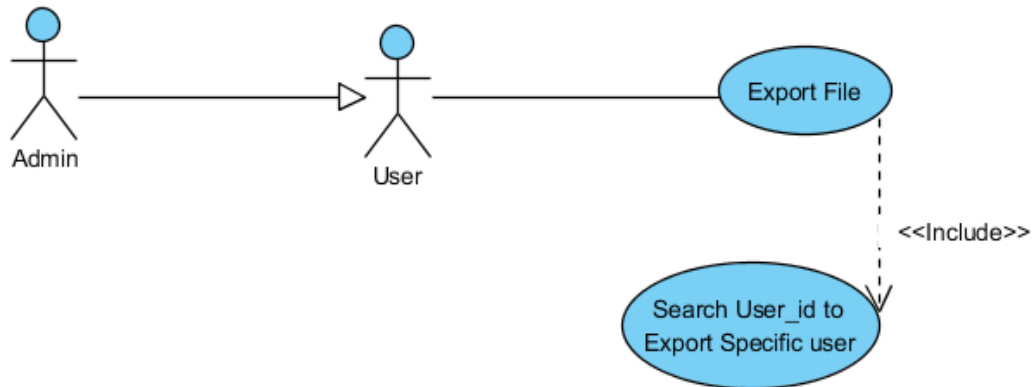 Admin
User
Export File
<<Include>>
Search User_id to
Export Specific user